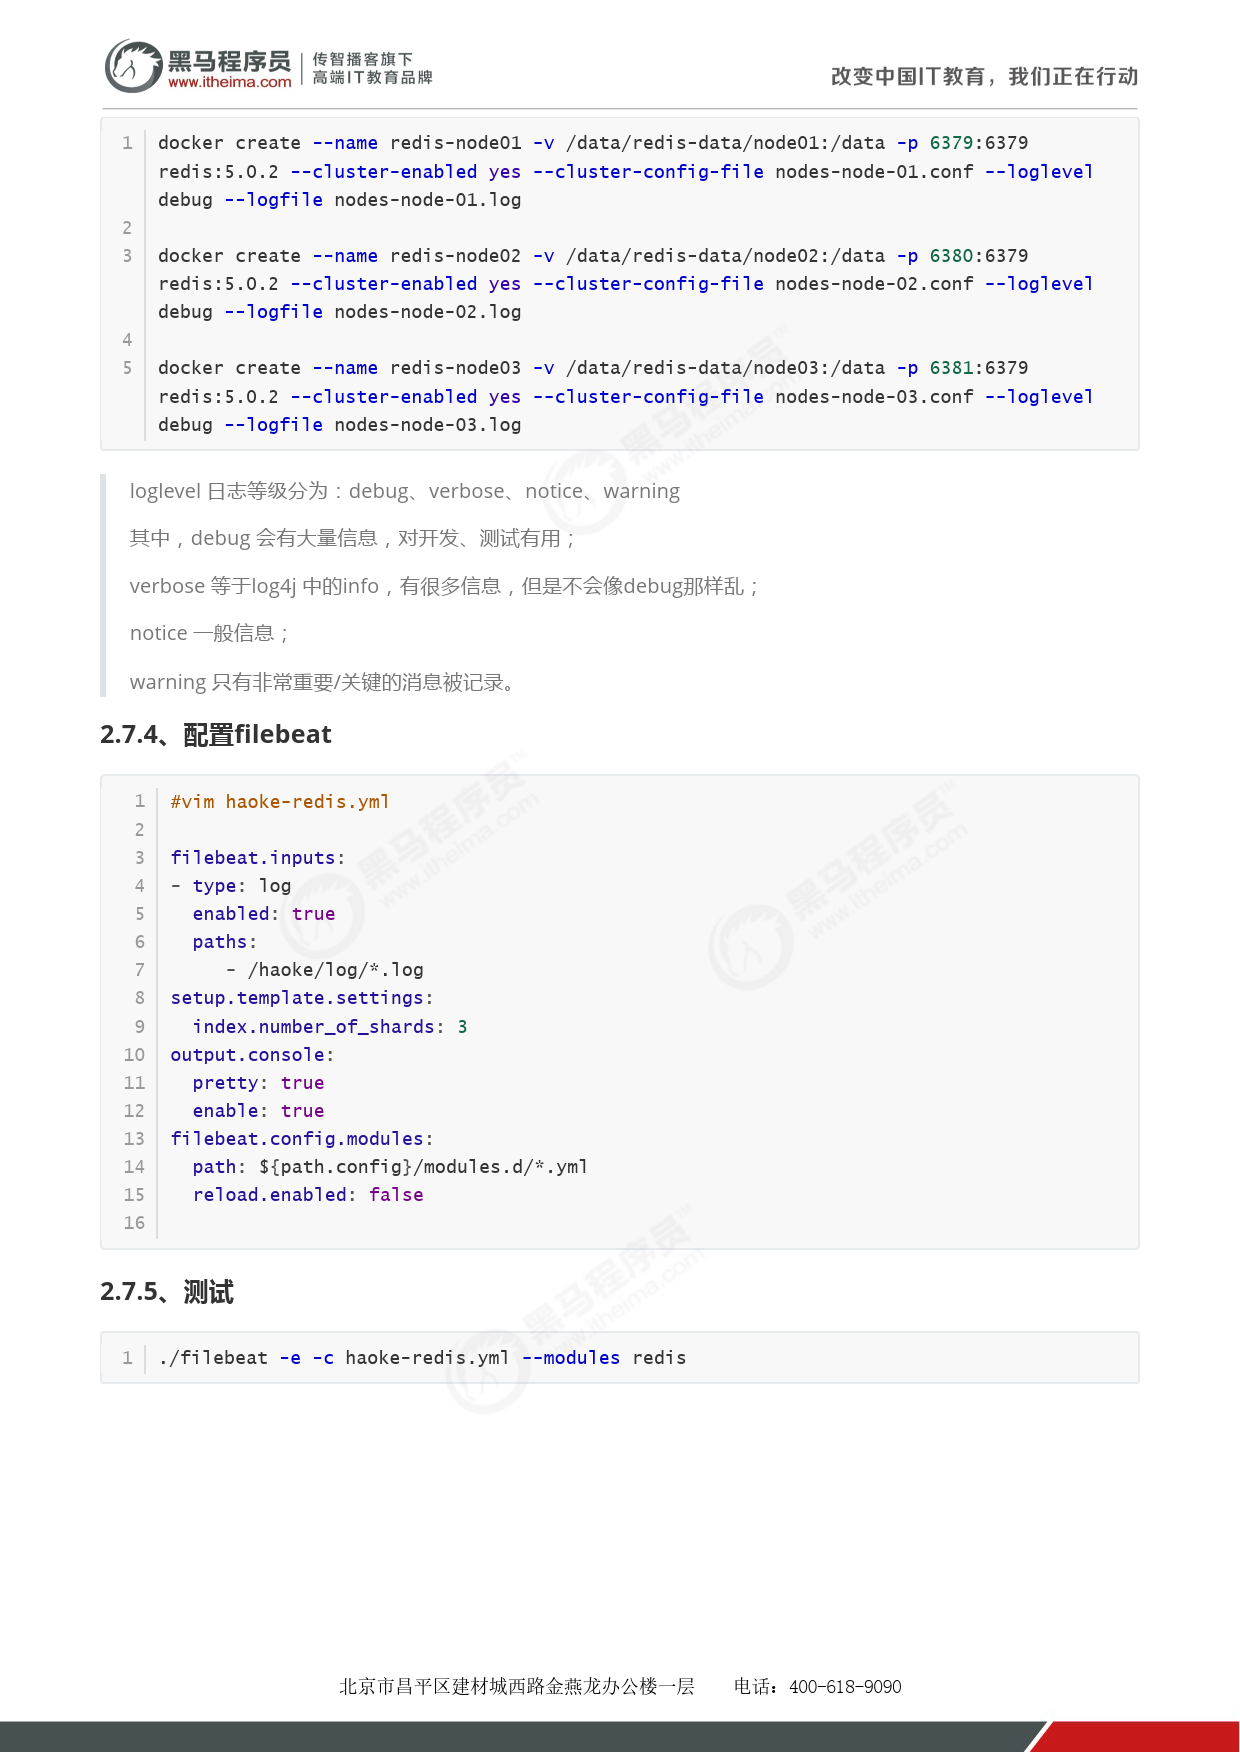 黑马程序员
www.itheima.com
传智播客旗下
高端IT教育品牌
改变中国IT教育，我们正在行动
1 docker create --name redis-node01 -v /data/redis-data/node01:/data -p 6379:6379
redis:5.0.2 --cluster-enabled yes --cluster-config-file nodes-node-01.conf --loglevel
debug --logfile nodes-node-01.log
2
3 docker create --name redis-node02 -v /data/redis-data/node02:/data -p 6380:6379
redis:5.0.2 --cluster-enabled yes --cluster-config-file nodes-node-02.conf --loglevel
debug --logfile nodes-node-02.log
4
5 docker create --name redis-node03 -v /data/redis-data/node03:/data -p 6381:6379
redis:5.0.2 --cluster-enabled yes --cluster-config-file nodes-node-03.conf --loglevel
debug --logfile nodes-node-03.log
loglevel 日志等级分为：debug、verbose、notice、warning
其中，debug 会有大量信息，对开发、测试有用；
verbose 等于log4j 中的info，有很多信息，但是不会像debug那样乱；
notice 一般信息；
warning 只有非常重要/关键的消息被记录。
2.7.4、配置filebeat
1 #vim haoke-redis.yml
2
3 filebeat.inputs:
4 - type: log
5   enabled: true
6   paths:
7      - /haoke/log/*.log
8 setup.template.settings:
9   index.number_of_shards: 3
10 output.console:
11   pretty: true
12   enable: true
13 filebeat.config.modules:
14   path: ${path.config}/modules.d/*.yml
15   reload.enabled: false
16
2.7.5、测试
1 ./filebeat -e -c haoke-redis.yml --modules redis
北京市昌平区建材城西路金燕龙办公楼一层 电话：400-618-9090